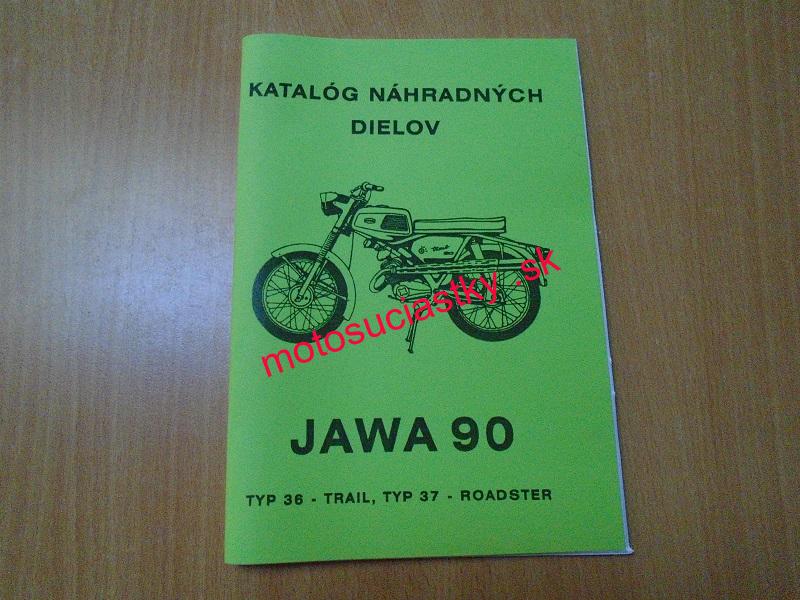 KATALÓG NÁHRADNÝCH
DIELOV
motosuciastky .sk
JAWA 90
TYP 36 - TRAIL, TYP 37 - ROADSTER